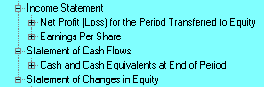 Income Statement
Net Profit (Loss) for the Period Transferred to Equity
Earnings Per Share
Statement of Cash Flows
Cash and Cash Equivalents at End of Period
Statement of Changes in Equity